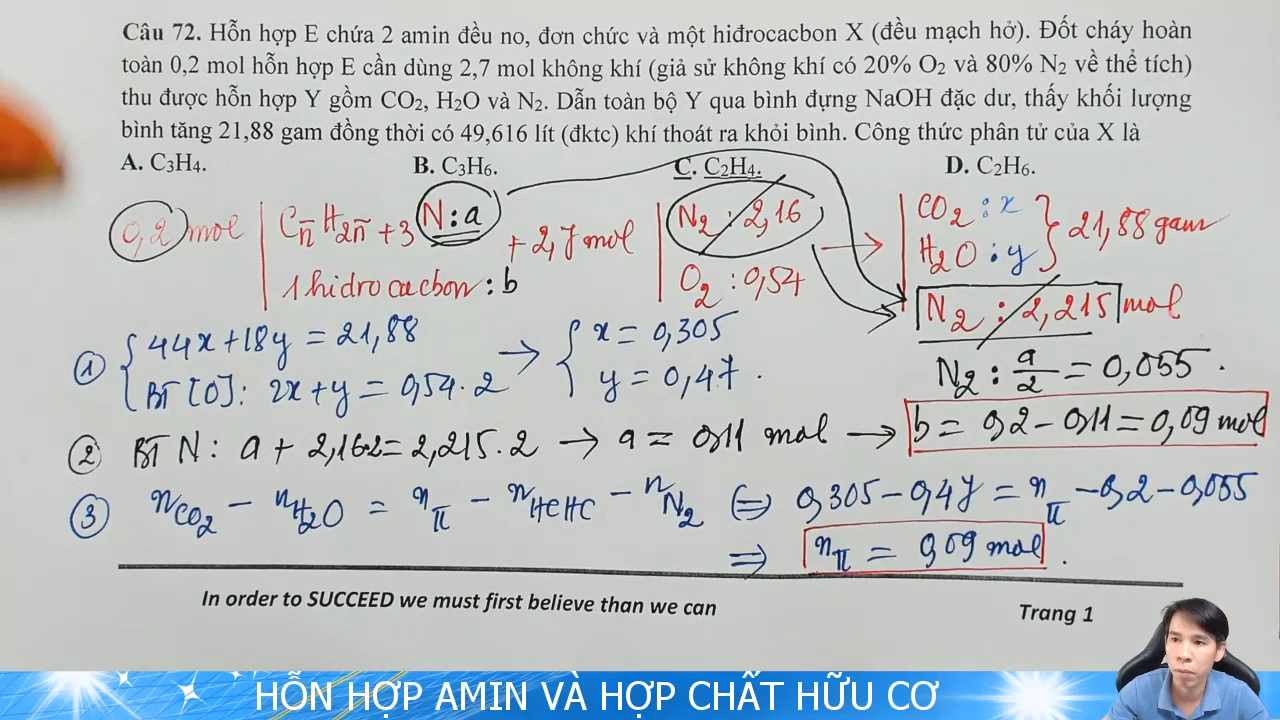 Câu 72. Hỗn hợp E chứa 2 amin đều no, đơn chức và một hiđrocacbon X (đều mạch hở). Đốt cháy hoàn
toàn 0,2 mol hỗn hợp E cần dùng 2,7 mol không khí (giả sử không khí có 20% O2 và 80% N2 về thể tích)
thu được hỗn hợp Y gồm CO2, H2O và N2. Dẫn toàn bộ Y qua bình đựng NaOH đặc dư, thấy khối lượng
bình tăng 21,88 gam đồng thời có 49,616 lít (đktc) khí thoát ra khỏi bình. Công thức phân tử của X là
A. C3H4. B. C3H6. C. C2H4. D. C2H6.
0,2 mol | Cn̄H2n̄+3 N : a + 2,7 mol | N2 : 2,16 → | CO2 : x } 21,88 gam
1 hidrocacbon : b O2 : 0,54 H2O : y
N2 : 2,215 mol
① { 44x + 18y = 21,88 → { x = 0,305
BT [O] : 2x + y = 0,54.2 y = 0,47.
N2 : a/2 = 0,055.
② BT N : a + 2,16.2 = 2,215.2 → a = 0,11 mol → b = 0,2 - 0,11 = 0,09 mol
③ nCO2 - nH2O = nπ - nHCHC - nN2 ⇔ 0,305 - 0,47 = nπ - 0,2 - 0,055
⇒ nπ = 0,09 mol.
In order to SUCCEED we must first believe than we can
Trang 1
HỖN HỢP AMIN VÀ HỢP CHẤT HỮU CƠ